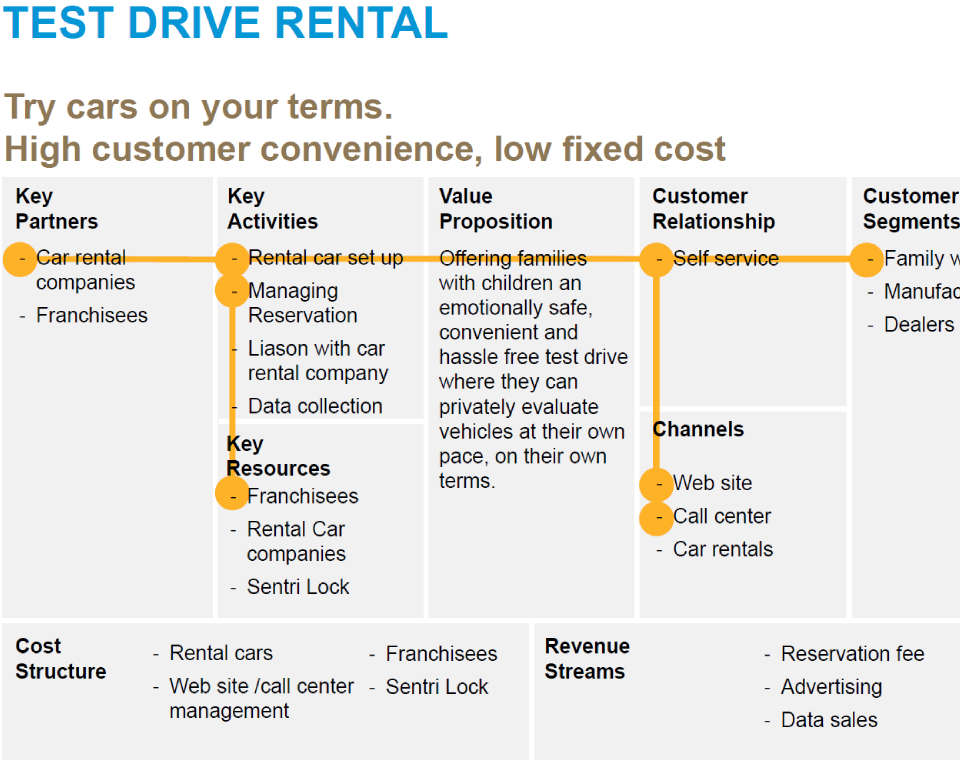 TEST DRIVE RENTAL
Try cars on your terms.
High customer convenience, low fixed cost
Key
Partners
- Car rental
companies
- Franchisees
Key
Activities
- Rental car set up
- Managing
Reservation
- Liason with car
rental company
- Data collection
Key
Resources
- Franchisees
- Rental Car
companies
- Sentri Lock
Value
Proposition
Offering families
with children an
emotionally safe,
convenient and
hassle free test drive
where they can
privately evaluate
vehicles at their own
pace, on their own
terms.
Customer
Relationship
- Self service
Channels
- Web site
- Call center
- Car rentals
Customer
Segments
- Family
- Dealers
Cost
Structure
- Rental cars
- Web site /call center
management
- Franchisees
- Sentri Lock
Revenue
Streams
- Reservation fee
- Advertising
- Data sales